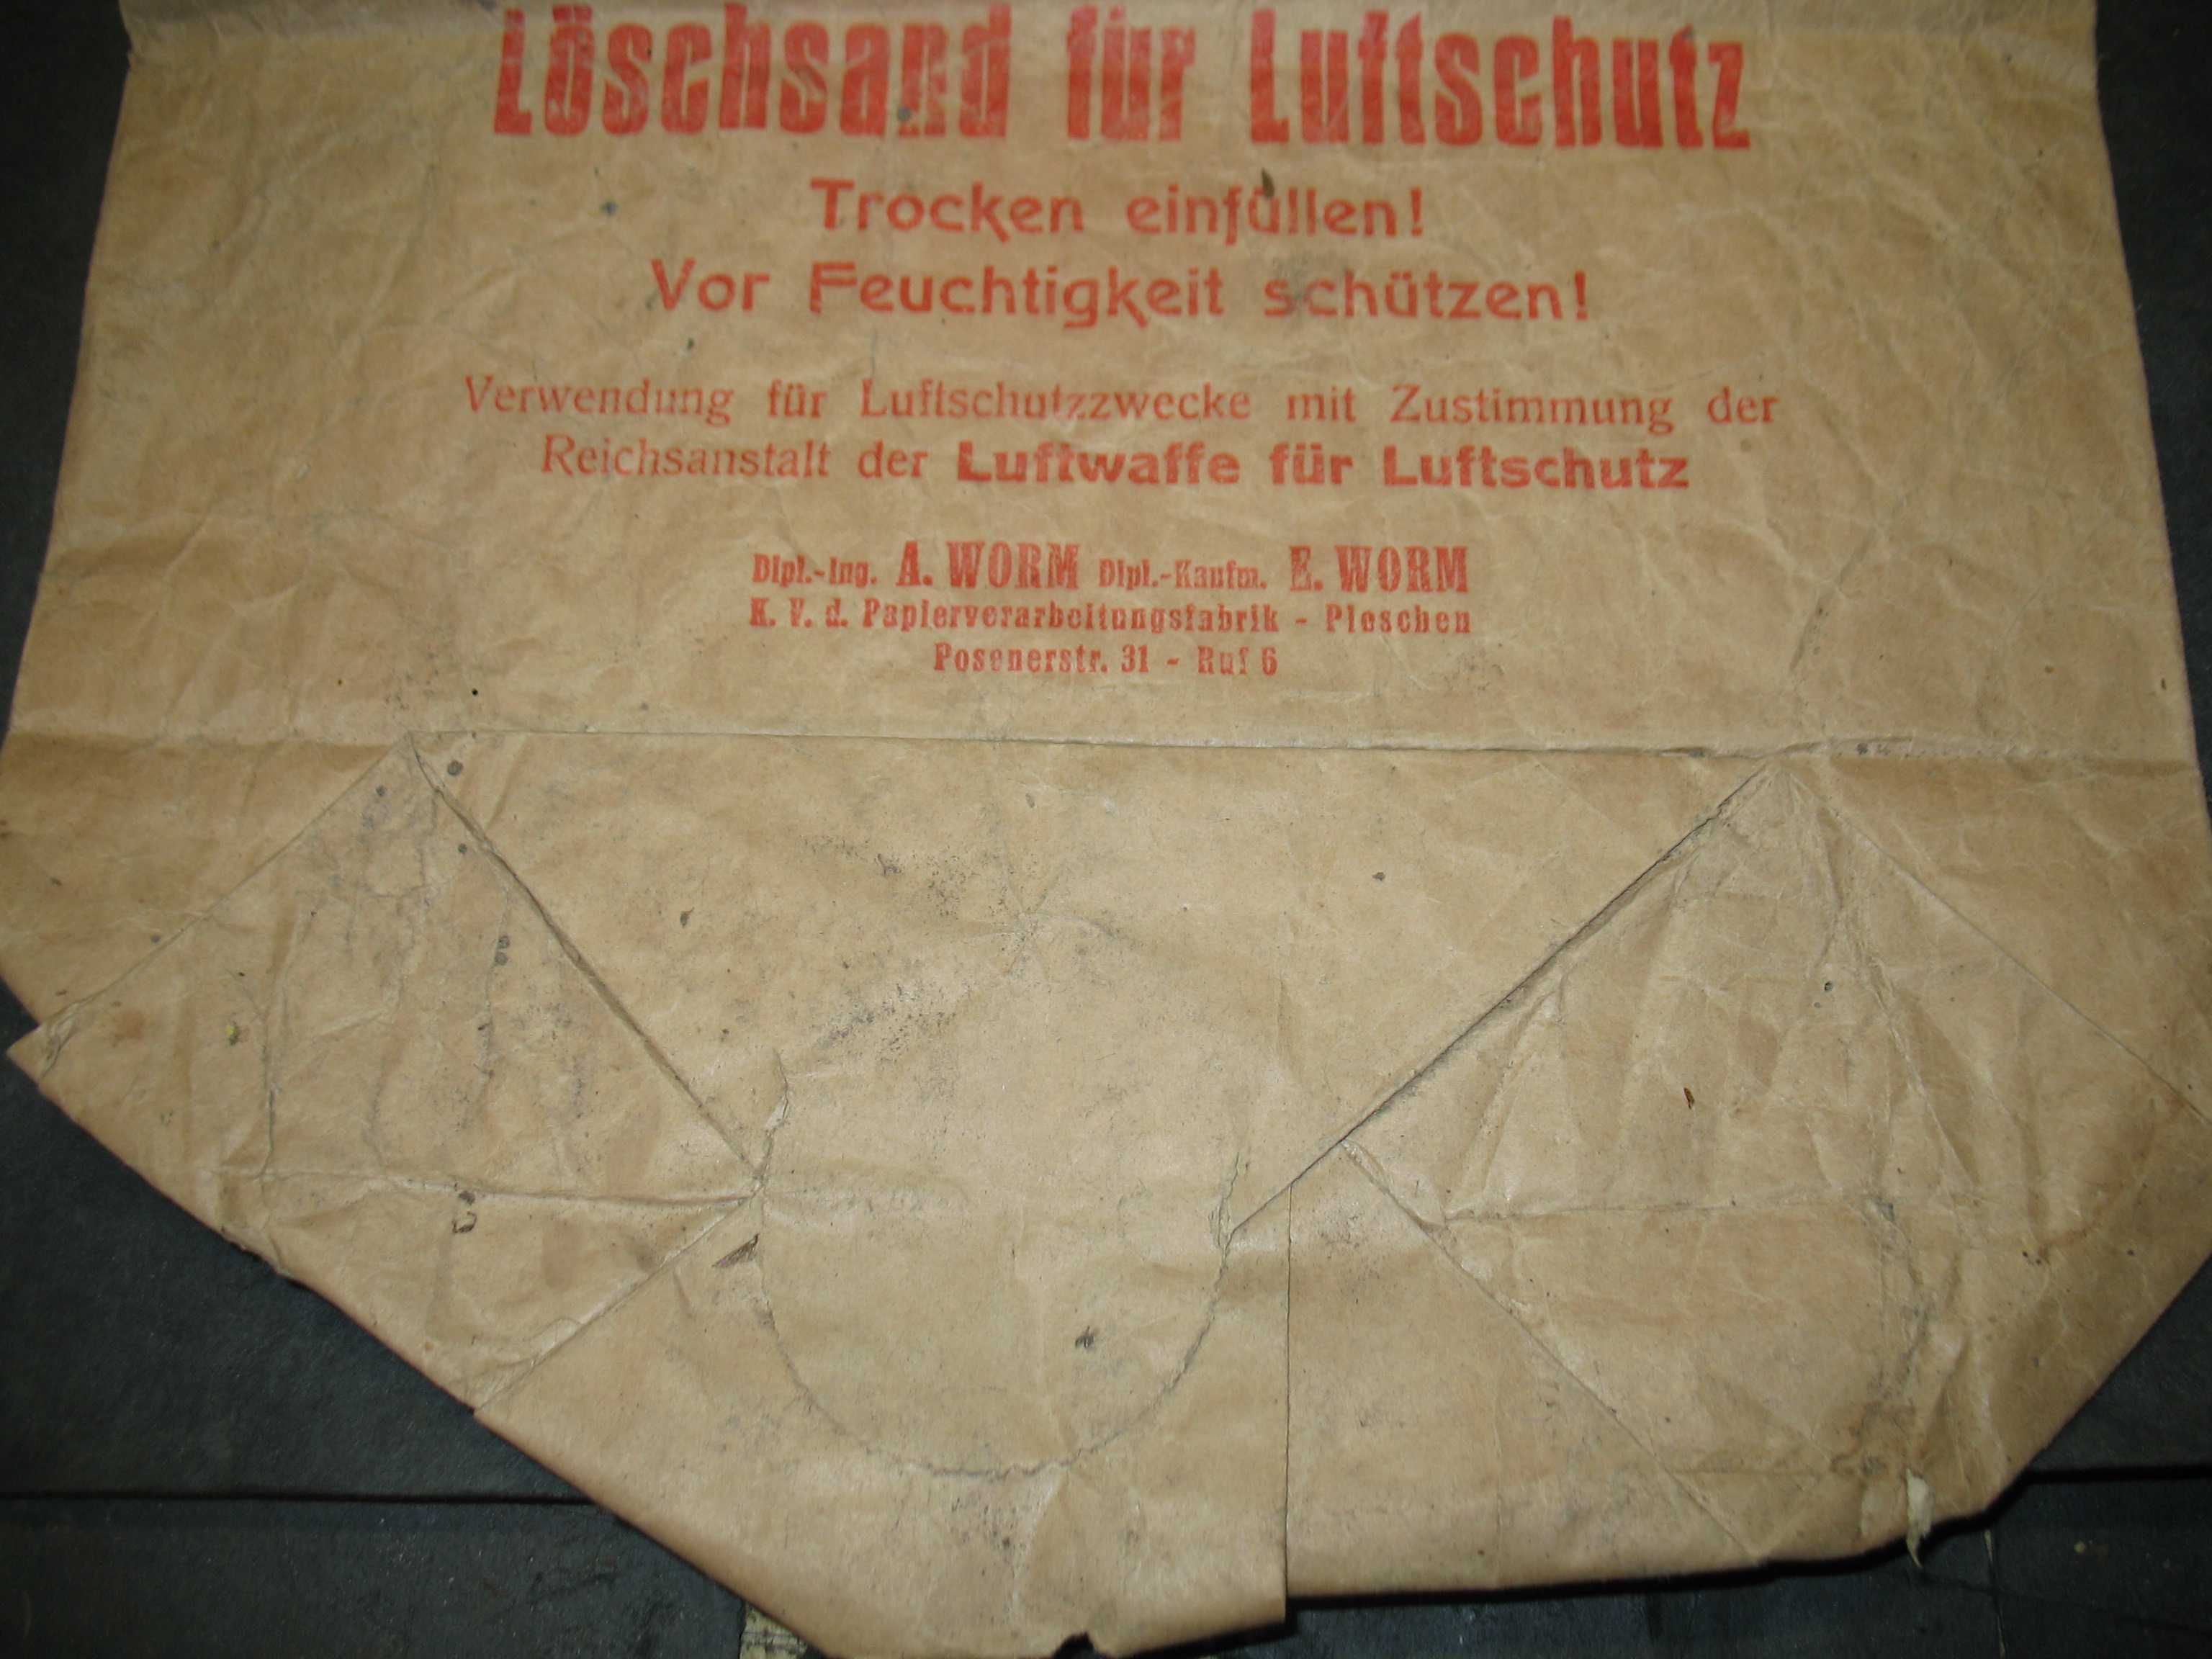 Löschsand für Luftschutz
Trocken einfüllen!
Vor Feuchtigkeit schützen!
Verwendung für Luftschutzzwecke mit Zustimmung der
Reichsanstalt der Luftwaffe für Luftschutz
Dipl.-Ing. A. WORM Dipl.-Kaufm. E. WORM
K. V. d. Papierverarbeitungsfabrik - Pleschen
Posenerstr. 31 - Ruf 6